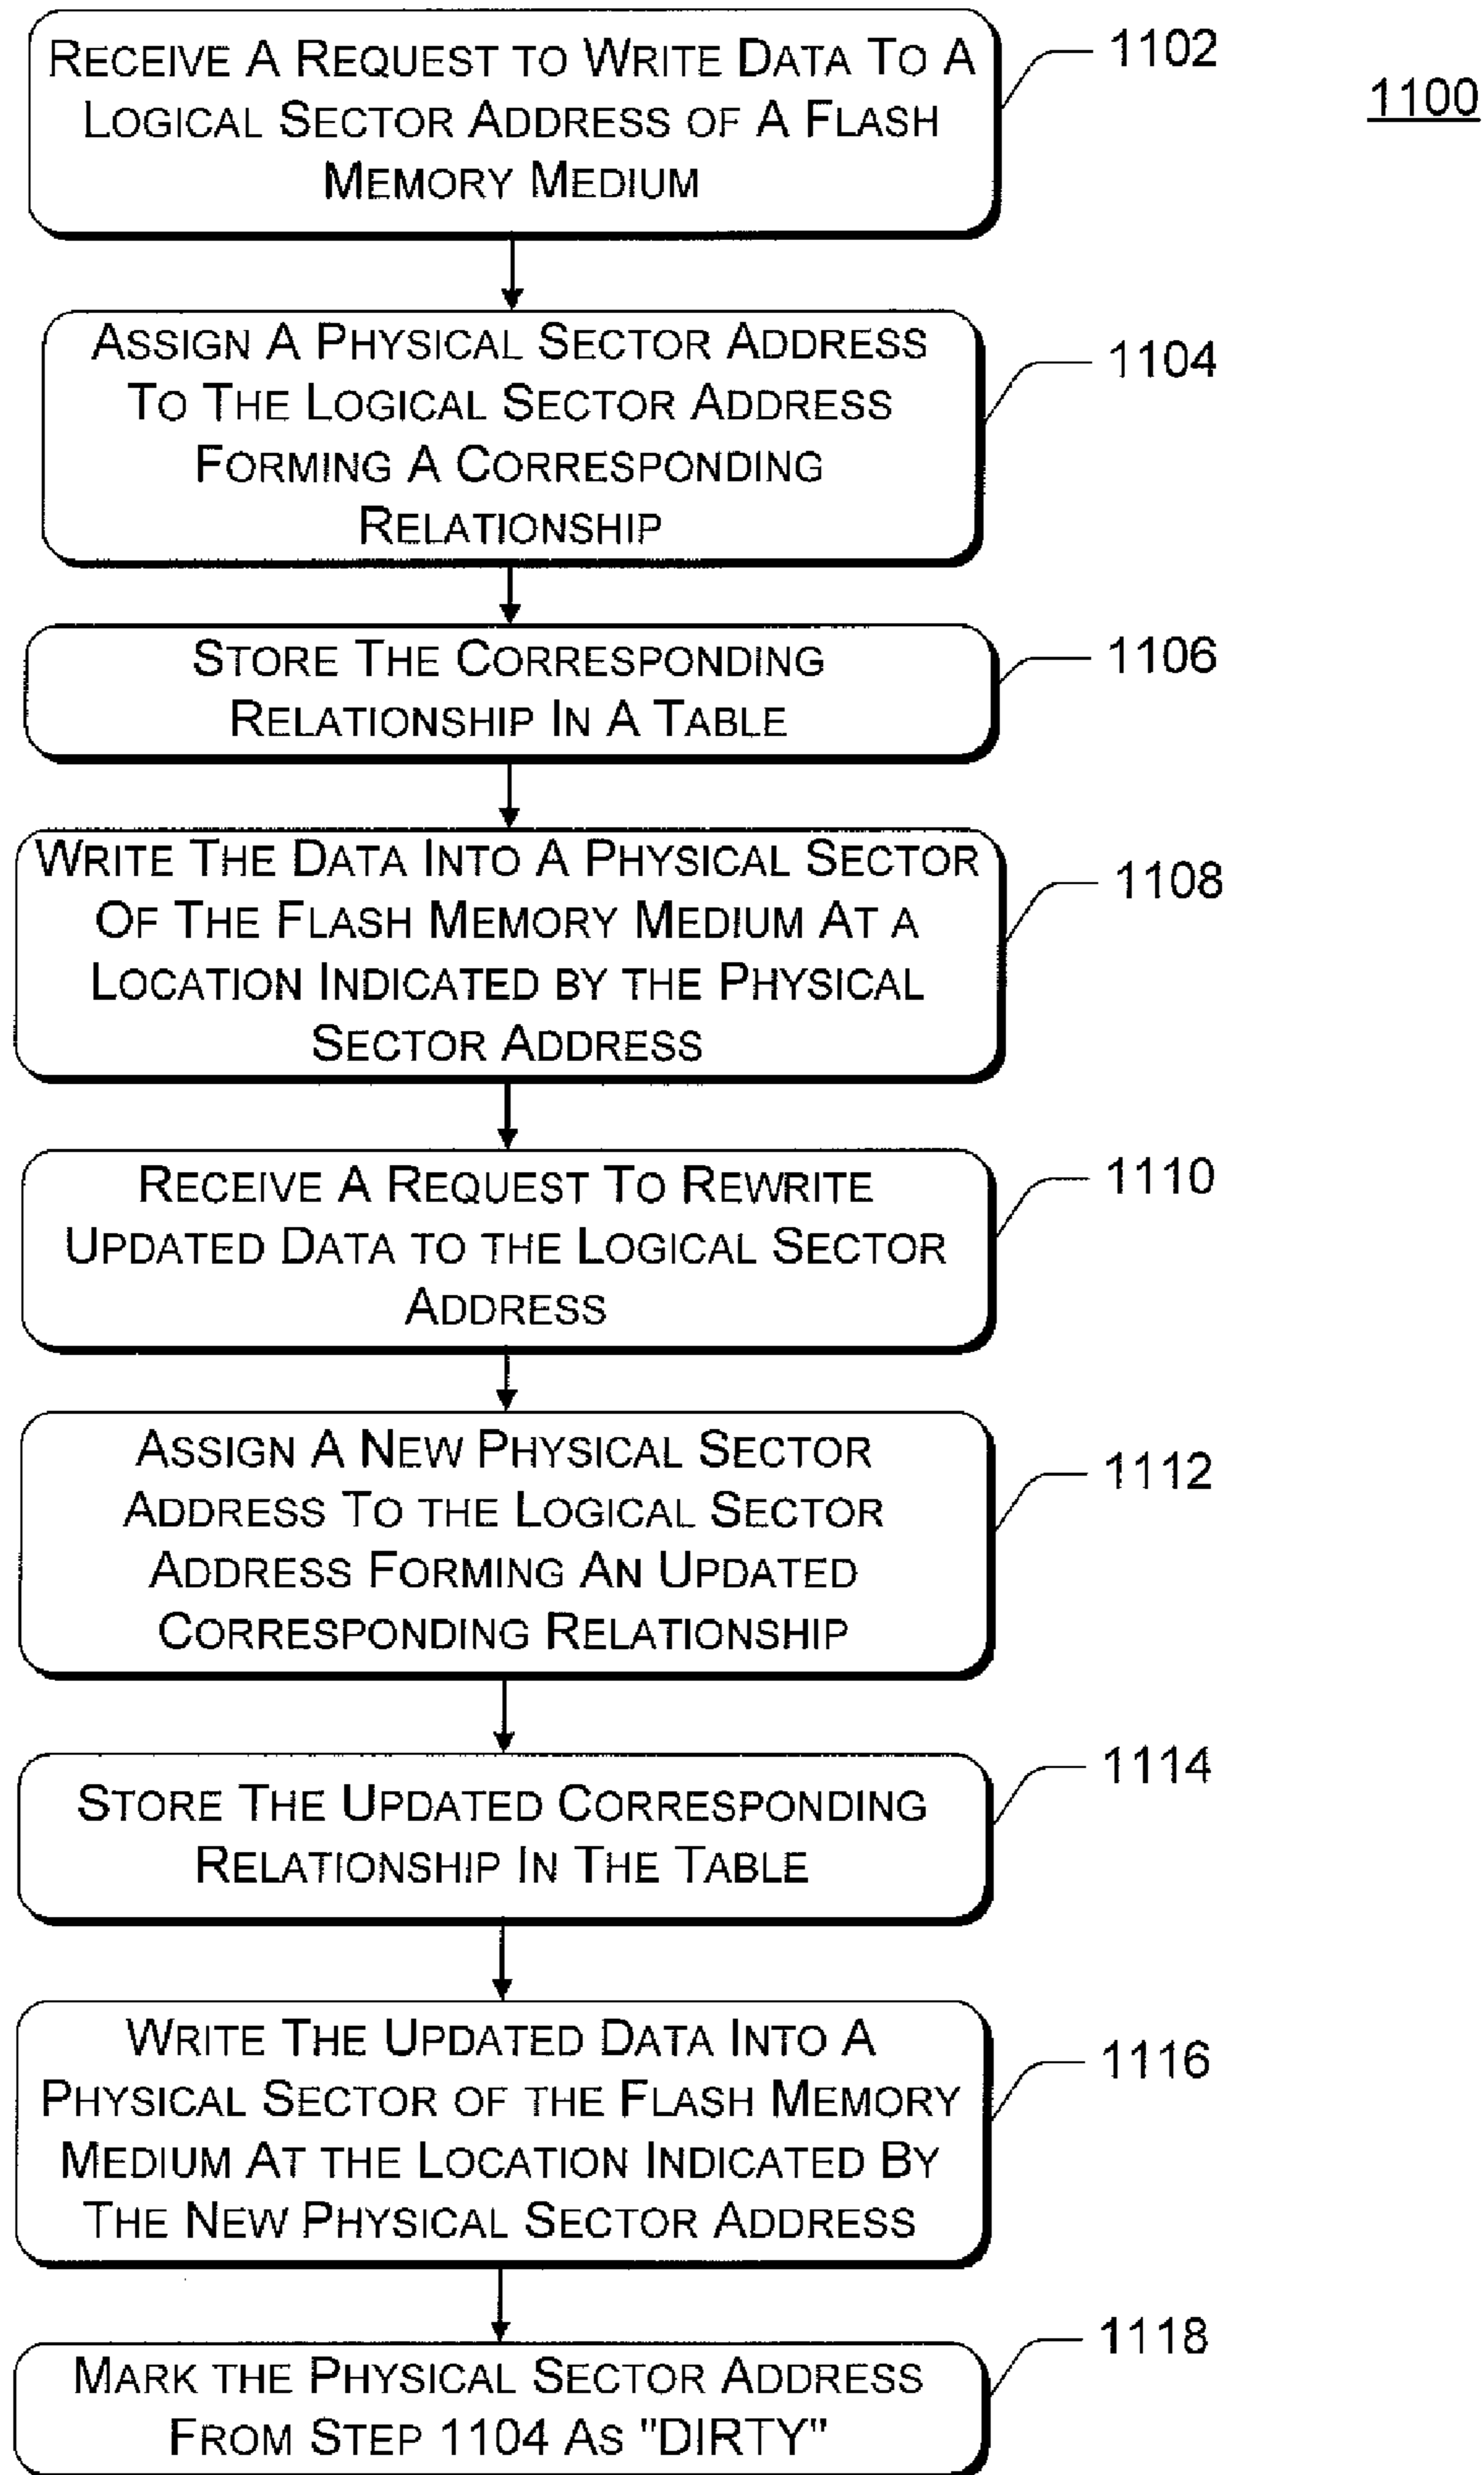 RECEIVE A REQUEST TO WRITE DATA TO A
LOGICAL SECTOR ADDRESS OF A FLASH
MEMORY MEDIUM
1102
1100
ASSIGN A PHYSICAL SECTOR ADDRESS
TO THE LOGICAL SECTOR ADDRESS
FORMING A CORRESPONDING
RELATIONSHIP
1104
STORE THE CORRESPONDING
RELATIONSHIP IN A TABLE
1106
WRITE THE DATA INTO A PHYSICAL SECTOR
OF THE FLASH MEMORY MEDIUM AT A
LOCATION INDICATED BY THE PHYSICAL
SECTOR ADDRESS
1108
RECEIVE A REQUEST TO REWRITE
UPDATED DATA TO THE LOGICAL SECTOR
ADDRESS
1110
ASSIGN A NEW PHYSICAL SECTOR
ADDRESS TO THE LOGICAL SECTOR
ADDRESS FORMING AN UPDATED
CORRESPONDING RELATIONSHIP
1112
STORE THE UPDATED CORRESPONDING
RELATIONSHIP IN THE TABLE
1114
WRITE THE UPDATED DATA INTO A
PHYSICAL SECTOR OF THE FLASH MEMORY
MEDIUM AT THE LOCATION INDICATED BY
THE NEW PHYSICAL SECTOR ADDRESS
1116
MARK THE PHYSICAL SECTOR ADDRESS
FROM STEP 1104 AS "DIRTY"
1118